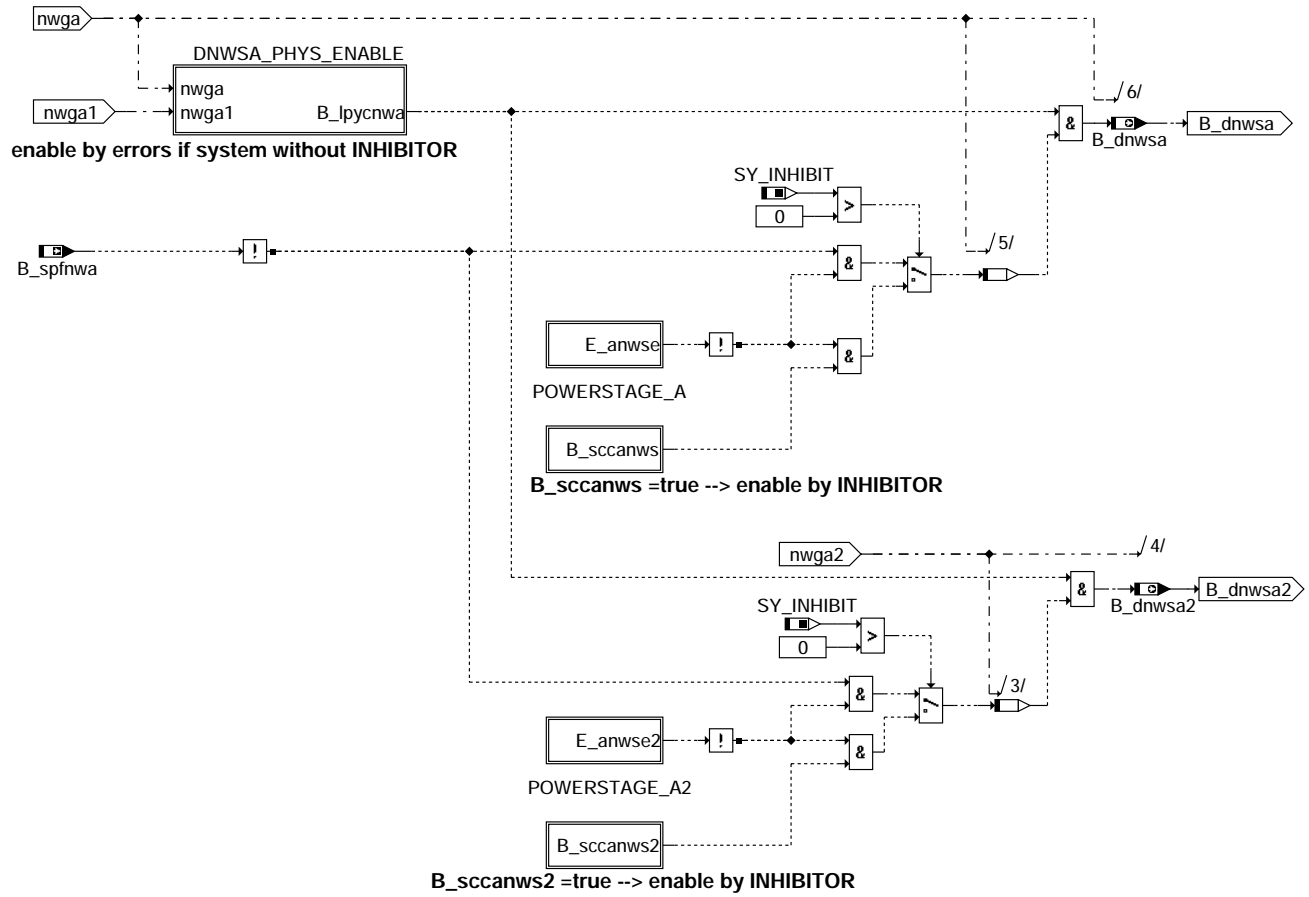 nwga
DNWSA_PHYS_ENABLE
nwga
nwga1
nwga1
B_lpycnwa
enable by errors if system without INHIBITOR
/ 6/
&
B_dnwsa
B_dnwsa
SY_INHIBIT
>
0
B_spfnwa
!
&
/ 5/
E_anwse
!
&
POWERSTAGE_A
B_sccanws
B_sccanws =true --> enable by INHIBITOR
nwga2
/ 4/
&
B_dnwsa2
B_dnwsa2
SY_INHIBIT
>
0
&
/ 3/
E_anwse2
!
&
POWERSTAGE_A2
B_sccanws2
B_sccanws2 =true --> enable by INHIBITOR